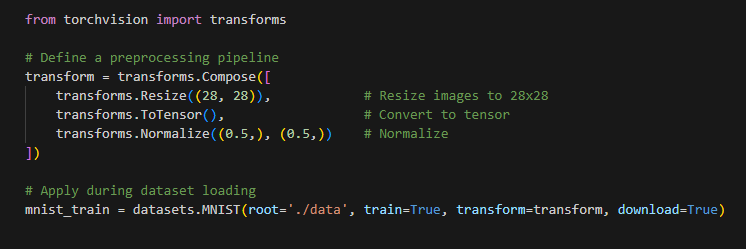 from torchvision import transforms
# Define a preprocessing pipeline
transform = transforms.Compose([
    transforms.Resize((28, 28)),            # Resize images to 28x28
    transforms.ToTensor(),                  # Convert to tensor
    transforms.Normalize((0.5,), (0.5,))    # Normalize
])
# Apply during dataset loading
mnist_train = datasets.MNIST(root='./data', train=True, transform=transform, download=True)